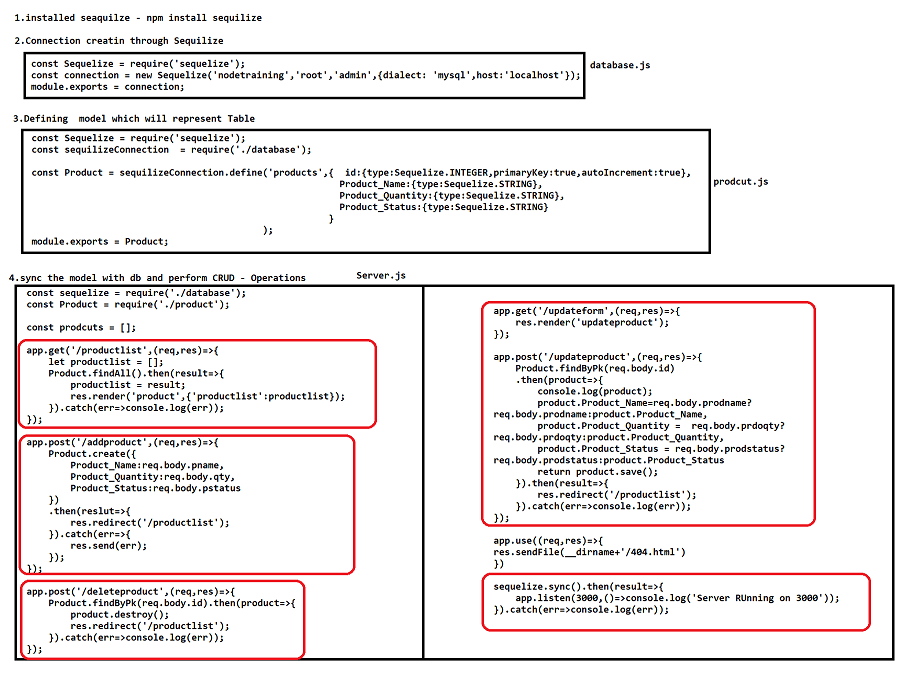 1.installed seaquilze - npm install sequilize
2.Connection creatin through Sequilize
const Sequelize = require('sequelize');
const connection = new Sequelize('nodetraining','root','admin',{dialect: 'mysql',host:'localhost'});
module.exports = connection;
database.js
3.Defining  model which will represent Table
const Sequelize = require('sequelize');
const sequilizeConnection  = require('./database');
const Product = sequilizeConnection.define('products',{  id:{type:Sequelize.INTEGER,primaryKey:true,autoIncrement:true},
Product_Name:{type:Sequelize.STRING},
Product_Quantity:{type:Sequelize.STRING},
Product_Status:{type:Sequelize.STRING}
}
);
module.exports = Product;
prodcut.js
4.sync the model with db and perform CRUD - Operations
Server.js
const sequelize = require('./database');
const Product = require('./product');
const prodcuts = [];
app.get('/productlist',(req,res)=>{
let productlist = [];
Product.findAll().then(result=>{
productlist = result;
res.render('product',{'productlist':productlist});
}).catch(err=>console.log(err));
});
app.post('/addproduct',(req,res)=>{
Product.create({
Product_Name:req.body.pname,
Product_Quantity:req.body.qty,
Product_Status:req.body.pstatus
})
.then(reslut=>{
res.redirect('/productlist');
}).catch(err=>{
res.send(err);
});
});
app.post('/deleteproduct',(req,res)=>{
Product.findByPk(req.body.id).then(product=>{
product.destroy();
res.redirect('/productlist');
}).catch(err=>console.log(err));
});
app.get('/updateform',(req,res)=>{
res.render('updateproduct');
});
app.post('/updateproduct',(req,res)=>{
Product.findByPk(req.body.id)
.then(product=>{
console.log(product);
product.Product_Name=req.body.prodname?
req.body.prodname:product.Product_Name,
product.Product_Quantity =  req.body.prdoqty?
req.body.prdoqty:product.Product_Quantity,
product.Product_Status = req.body.prodstatus?
req.body.prodstatus:product.Product_Status
return product.save();
}).then(result=>{
res.redirect('/productlist');
}).catch(err=>console.log(err));
});
app.use((req,res)=>{
res.sendFile(__dirname+'/404.html')
})
sequelize.sync().then(result=>{
app.listen(3000,()=>console.log('Server RUnning on 3000'));
}).catch(err=>console.log(err));